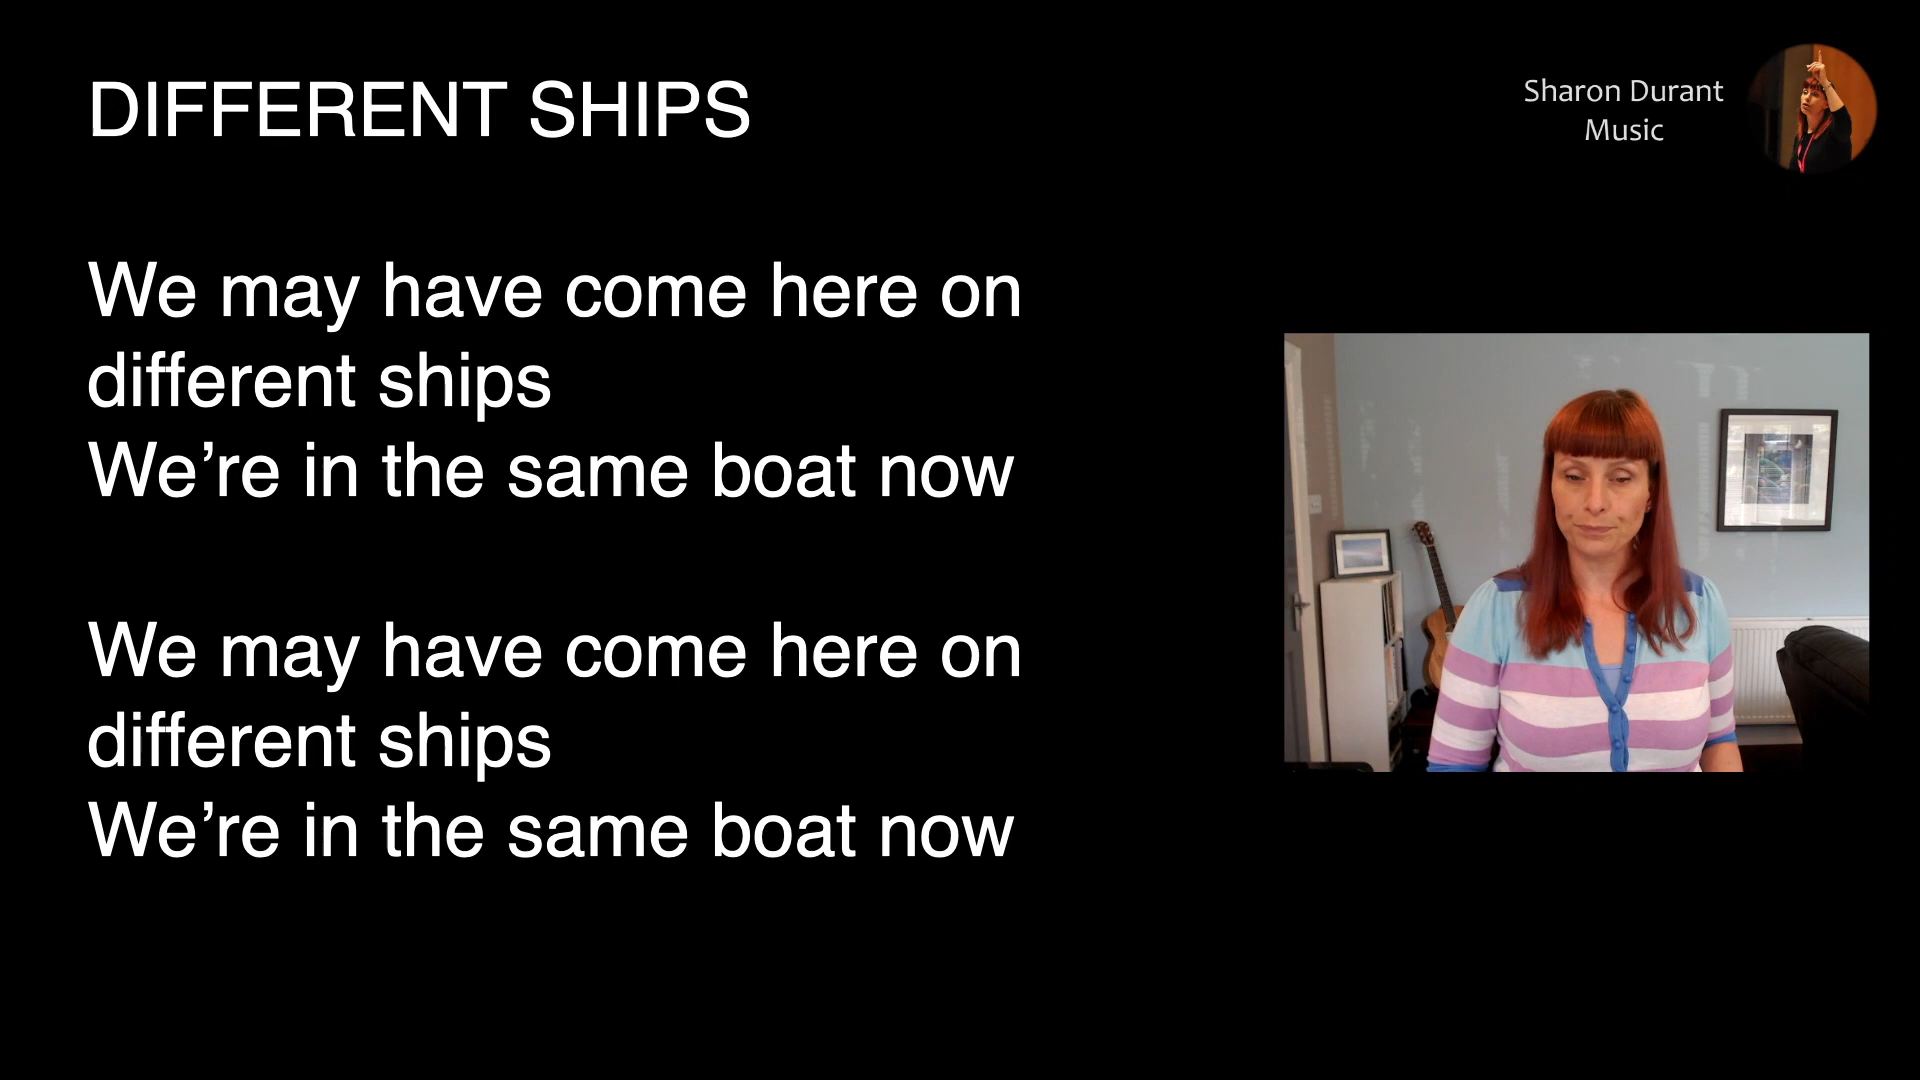 DIFFERENT SHIPS
Sharon Durant
Music
We may have come here on
different ships
We’re in the same boat now
We may have come here on
different ships
We’re in the same boat now